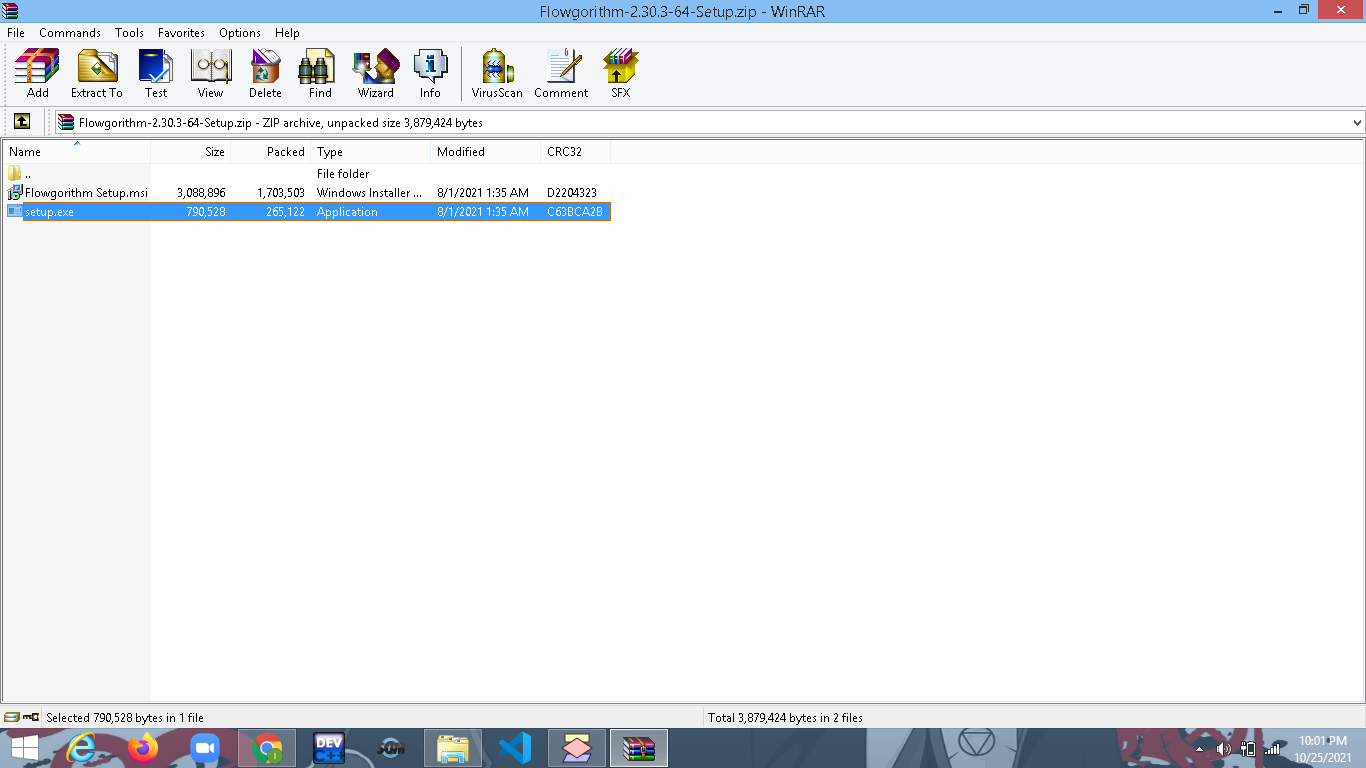 Flowgorithm-2.30.3-64-Setup.zip - WinRAR
File Commands Tools Favorites Options Help
Add Extract To Test View Delete Find Wizard Info VirusScan Comment SFX
Flowgorithm-2.30.3-64-Setup.zip - ZIP archive, unpacked size 3,879,424 bytes
Name Size Packed Type Modified CRC32
.. File folder
Flowgorithm Setup.msi 3,088,896 1,703,503 Windows Installer ... 8/1/2021 1:35 AM D2204323
setup.exe 790,528 265,122 Application 8/1/2021 1:35 AM C63BCA2B
Selected 790,528 bytes in 1 file Total 3,879,424 bytes in 2 files
DEV
C++
10:01 PM
10/25/2021